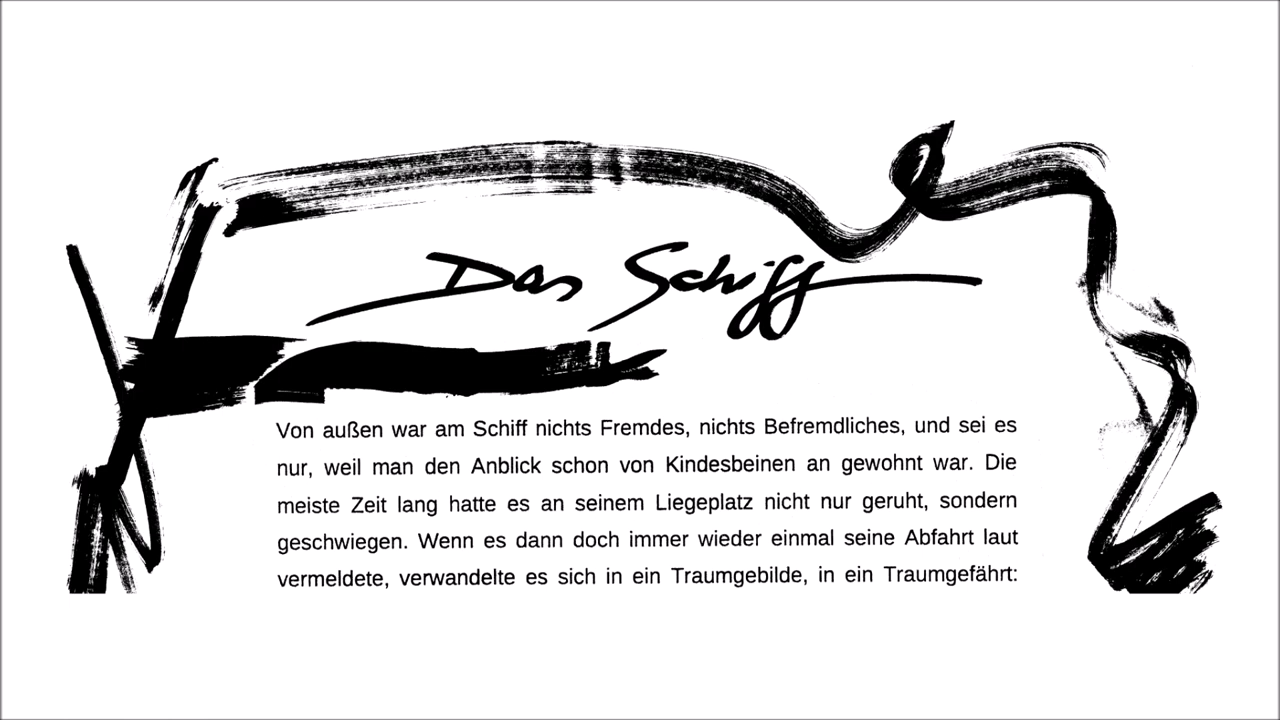 Das Schiff
Von außen war am Schiff nichts Fremdes, nichts Befremdliches, und sei es
nur, weil man den Anblick schon von Kindesbeinen an gewohnt war. Die
meiste Zeit lang hatte es an seinem Liegeplatz nicht nur geruht, sondern
geschwiegen. Wenn es dann doch immer wieder einmal seine Abfahrt laut
vermeldete, verwandelte es sich in ein Traumgebilde, in ein Traumgefährt: